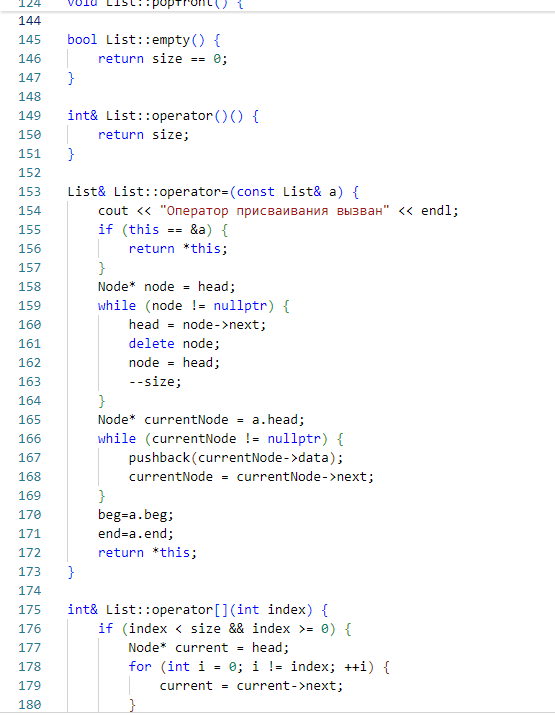 124 void List::popfront() {
144
145 bool List::empty() {
146     return size == 0;
147 }
148
149 int& List::operator()() {
150     return size;
151 }
152
153 List& List::operator=(const List& a) {
154     cout << "Оператор присваивания вызван" << endl;
155     if (this == &a) {
156         return *this;
157     }
158     Node* node = head;
159     while (node != nullptr) {
160         head = node->next;
161         delete node;
162         node = head;
163         --size;
164     }
165     Node* currentNode = a.head;
166     while (currentNode != nullptr) {
167         pushback(currentNode->data);
168         currentNode = currentNode->next;
169     }
170     beg=a.beg;
171     end=a.end;
172     return *this;
173 }
174
175 int& List::operator[](int index) {
176     if (index < size && index >= 0) {
177         Node* current = head;
178         for (int i = 0; i != index; ++i) {
179             current = current->next;
180         }